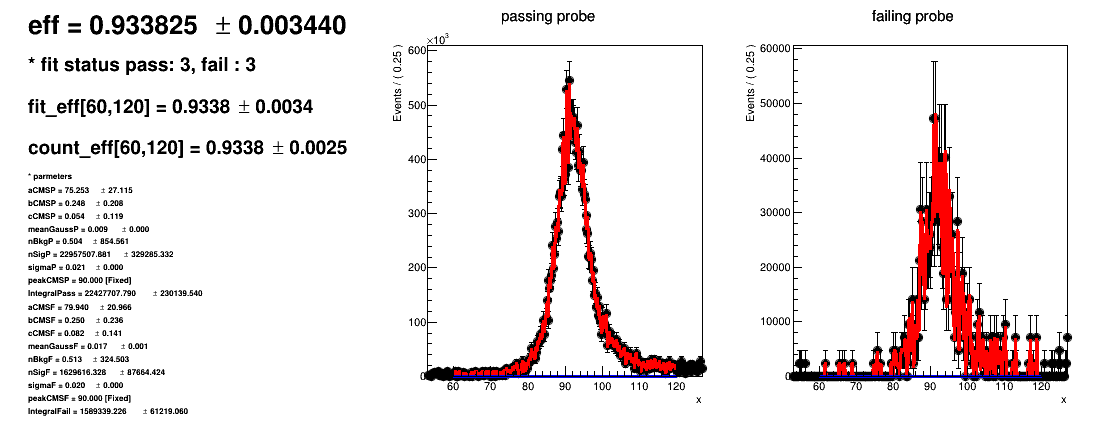 eff = 0.933825 ± 0.003440
* fit status pass: 3, fail : 3
fit_eff[60,120] = 0.9338 ± 0.0034
count_eff[60,120] = 0.9338 ± 0.0025
* parmeters
aCMSP = 75.253 ± 27.115
bCMSP = 0.248 ± 0.208
cCMSP = 0.054 ± 0.119
meanGaussP = 0.009 ± 0.000
nBkgP = 0.504 ± 854.561
nSigP = 22957507.881 ± 329285.332
sigmaP = 0.021 ± 0.000
peakCMSP = 90.000 [Fixed]
IntegralPass = 22427707.790 ± 230139.540
aCMSF = 79.940 ± 20.966
bCMSF = 0.250 ± 0.236
cCMSF = 0.082 ± 0.141
meanGaussF = 0.017 ± 0.001
nBkgF = 0.513 ± 324.503
nSigF = 1629616.328 ± 87664.424
sigmaF = 0.020 ± 0.000
peakCMSF = 90.000 [Fixed]
IntegralFail = 1589339.226 ± 61219.060
passing probe
×10³
Events / ( 0.25 )
600
500
400
300
200
100
0
60 70 80 90 100 110 120
x
failing probe
Events / ( 0.25 )
60000
50000
40000
30000
20000
10000
0
60 70 80 90 100 110 120
x